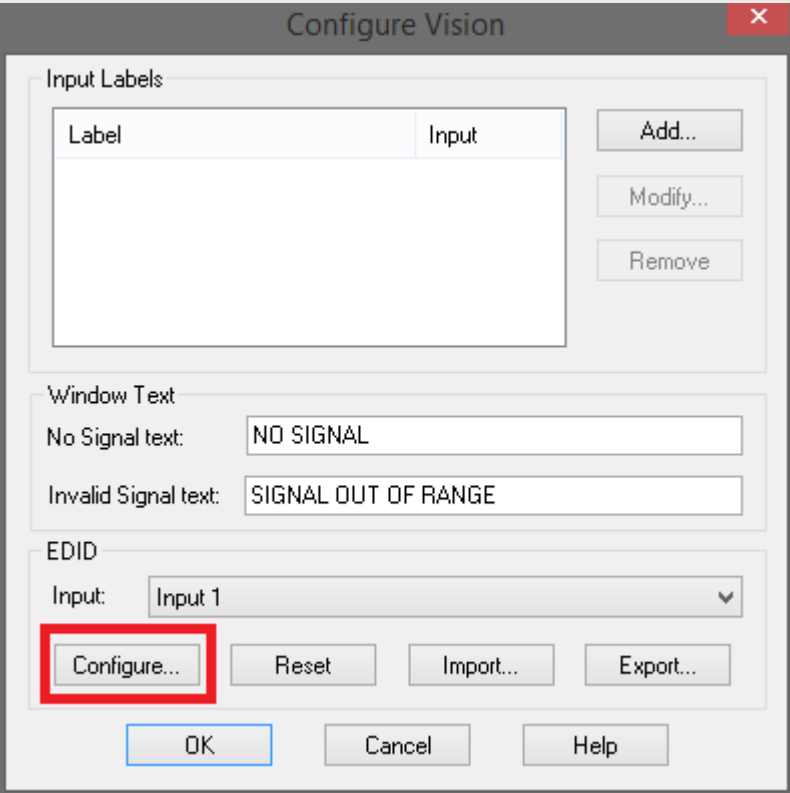 Configure Vision
Input Labels
Label Input
Add...
Modify...
Remove
Window Text
No Signal text: NO SIGNAL
Invalid Signal text: SIGNAL OUT OF RANGE
EDID
Input: Input 1
Configure... Reset Import... Export...
OK Cancel Help